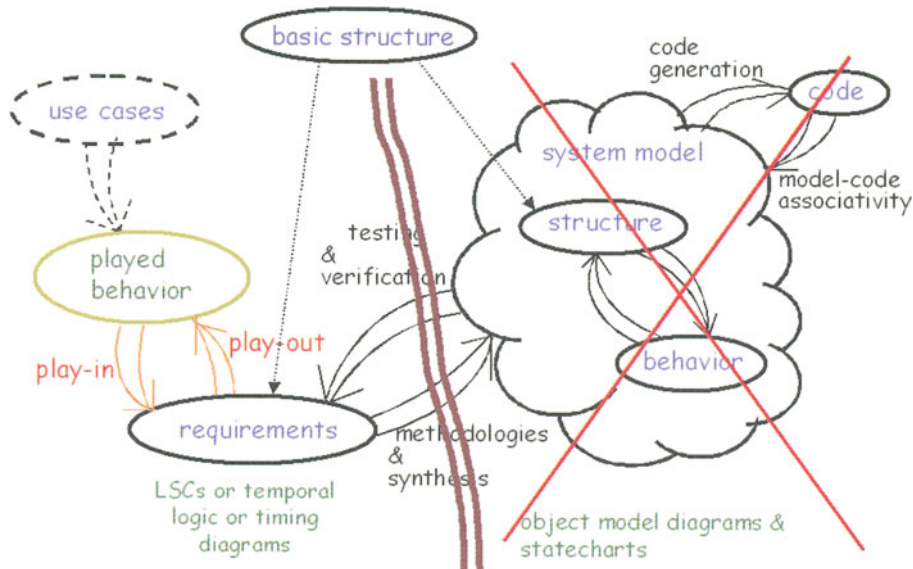 basic structure
code
generation
code
use cases
system model
model-code
associativity
structure
testing
&
verification
played
behavior
play-out
play-in
behavior
requirements
methodologies
&
synthesis
LSCs or temporal
logic or timing
diagrams
object model diagrams &
statecharts